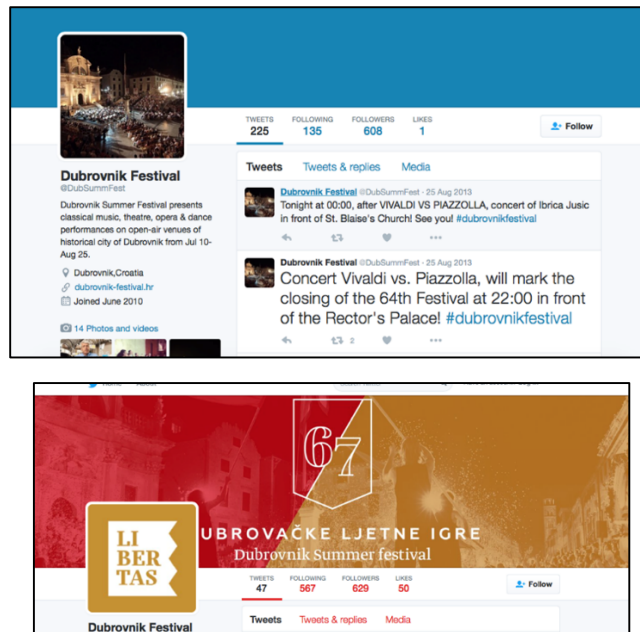 TWEETS FOLLOWING FOLLOWERS LIKES
225 135 608 1
Follow
Dubrovnik Festival
@DubSummFest
Dubrovnik Summer Festival presents
classical music, theatre, opera & dance
performances on open-air venues of
historical city of Dubrovnik from Jul 10-
Aug 25.
Dubrovnik,Croatia
dubrovnik-festival.hr
Joined June 2010
14 Photos and videos
Tweets Tweets & replies Media
Dubrovnik Festival @DubSummFest · 25 Aug 2013
Tonight at 00:00, after VIVALDI VS PIAZZOLLA, concert of Ibrica Jusic
in front of St. Blaise's Church! See you! #dubrovnikfestival
Dubrovnik Festival @DubSummFest · 25 Aug 2013
Concert Vivaldi vs. Piazzolla, will mark the
closing of the 64th Festival at 22:00 in front
of the Rector's Palace! #dubrovnikfestival
2
67
UBROVAČKE LJETNE IGRE
Dubrovnik Summer festival
LI
BER
TAS
TWEETS FOLLOWING FOLLOWERS LIKES
47 567 629 50
Follow
Dubrovnik Festival
Tweets Tweets & replies Media